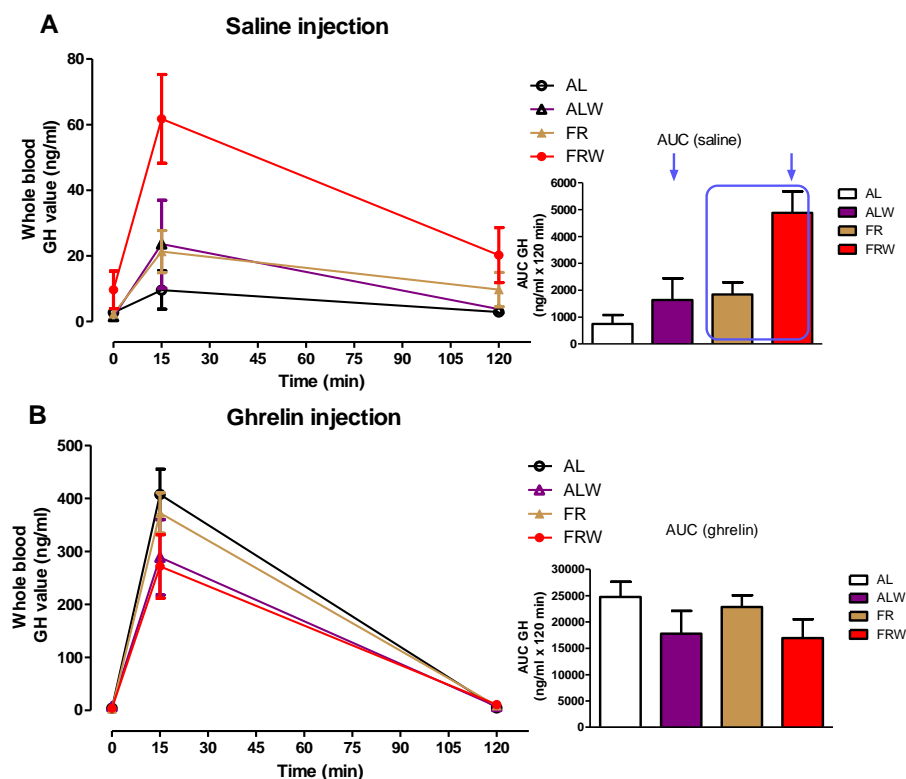 A
Saline injection
Whole blood
GH value (ng/ml)
80
60
40
20
0
0 15 30 45 60 75 90 105 120
Time (min)
AL
ALW
FR
FRW
AUC (saline)
AUC GH
(ng/ml x 120 min)
6000
5000
4000
3000
2000
1000
0
AL
ALW
FR
FRW
B
Ghrelin injection
Whole blood
GH value (ng/ml)
500
400
300
200
100
0
0 15 30 45 60 75 90 105 120
Time (min)
AL
ALW
FR
FRW
AUC (ghrelin)
AUC GH
(ng/ml x 120 min)
30000
25000
20000
15000
10000
5000
0
AL
ALW
FR
FRW